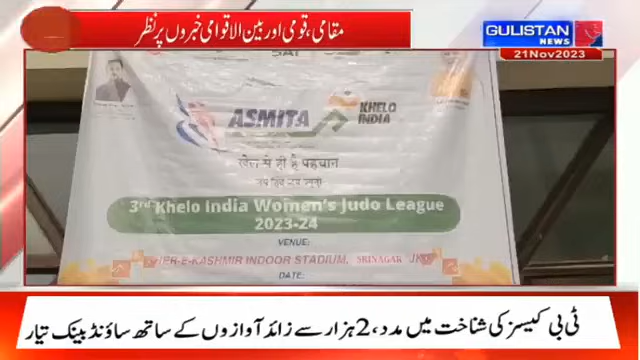 مقامی، قومی اور بین الاقوامی خبروں پر نظر
GULISTAN
NEWS
21Nov2023
ASMITA
KHELO
INDIA
खेल से ही है पहचान
3rd Khelo India Women's Judo League
2023-24
VENUE:
SHER-E-KASHMIR INDOOR STADIUM, SRINAGAR J
DATE:
ٹی بی کیسز کی شناخت میں مدد، 2 ہزار سے زائد آوازوں کے ساتھ ساؤنڈ بینک تیار